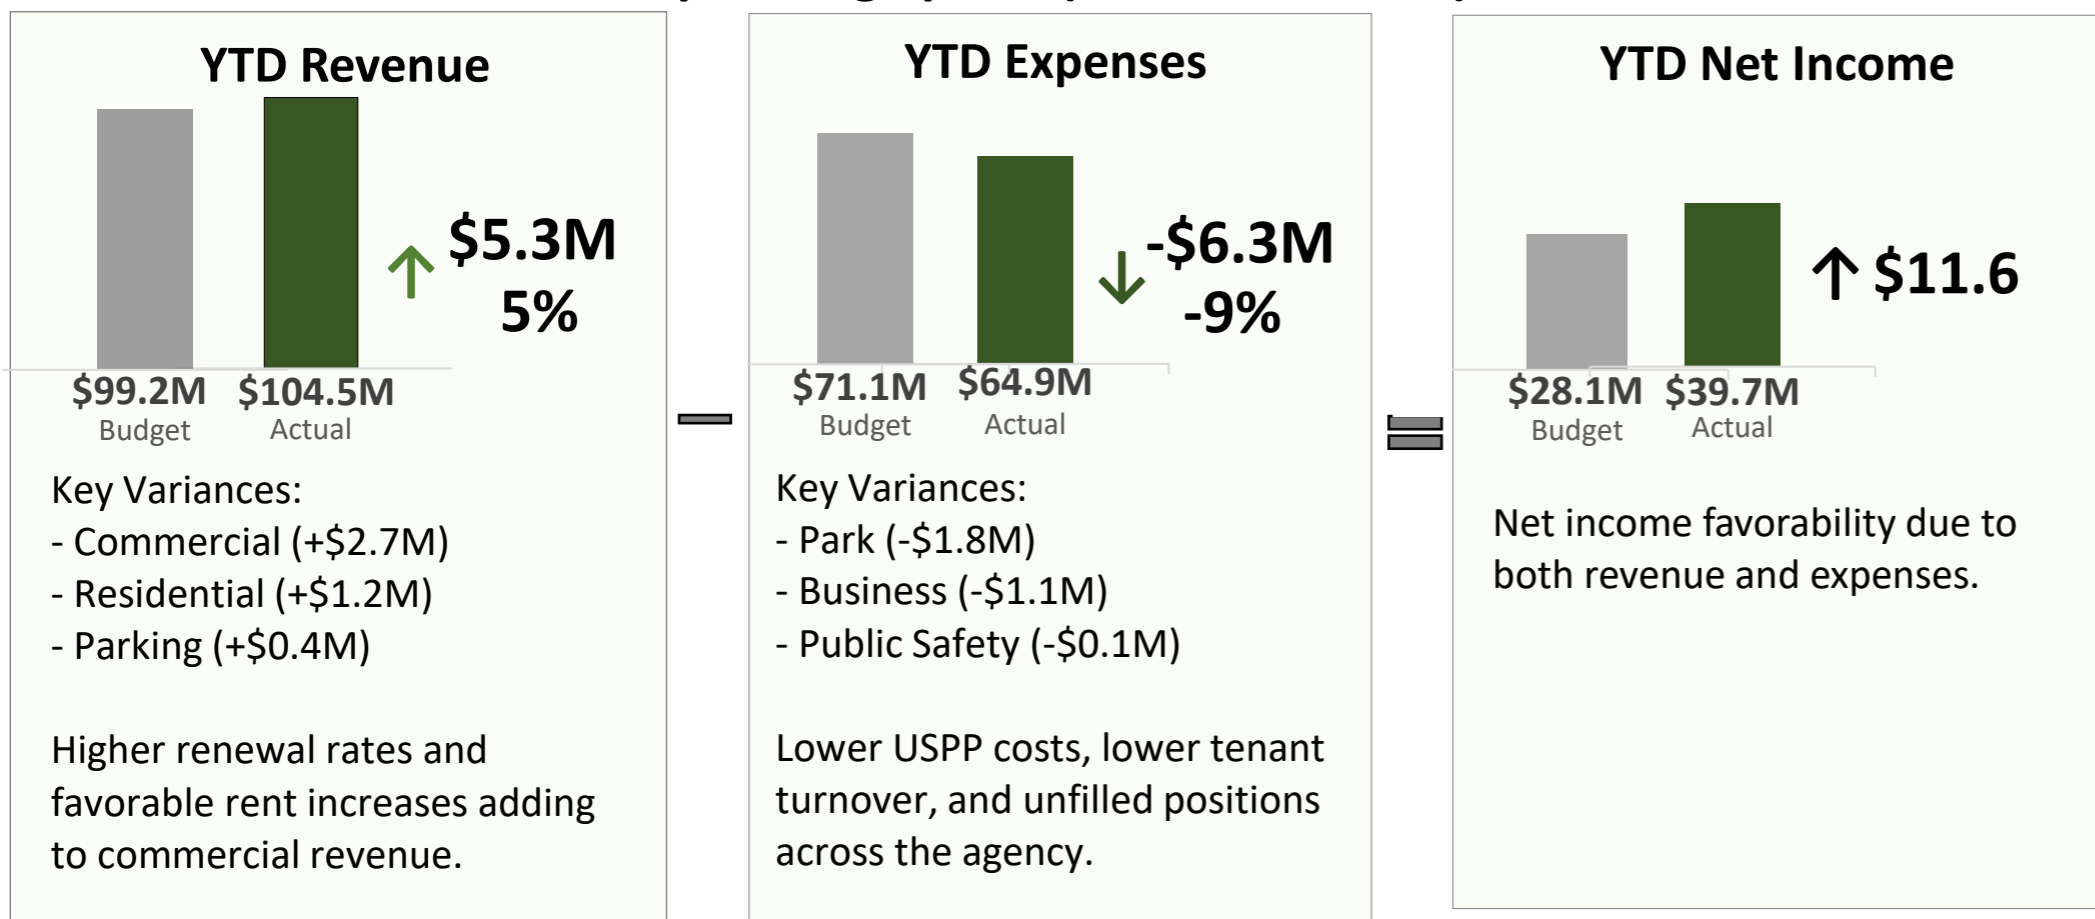 YTD Revenue
$5.3M
5%
$99.2M $104.5M
Budget Actual
Key Variances:
- Commercial (+$2.7M)
- Residential (+$1.2M)
- Parking (+$0.4M)
Higher renewal rates and
favorable rent increases adding
to commercial revenue.
YTD Expenses
-$6.3M
-9%
$71.1M $64.9M
Budget Actual
Key Variances:
- Park (-$1.8M)
- Business (-$1.1M)
- Public Safety (-$0.1M)
Lower USPP costs, lower tenant
turnover, and unfilled positions
across the agency.
YTD Net Income
$11.6
$28.1M $39.7M
Budget Actual
Net income favorability due to
both revenue and expenses.